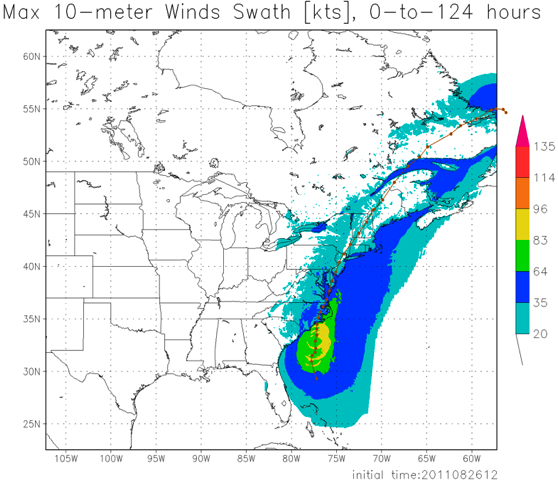 Max 10-meter Winds Swath [kts], 0-to-124 hours
60N
55N
50N
45N
40N
35N
30N
25N
105W 100W 95W 90W 85W 80W 75W 70W 65W 60W
135
114
96
83
64
35
20
initial time:2011082612